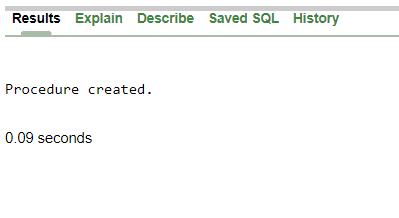 Results Explain Describe Saved SQL History
Procedure created.
0.09 seconds